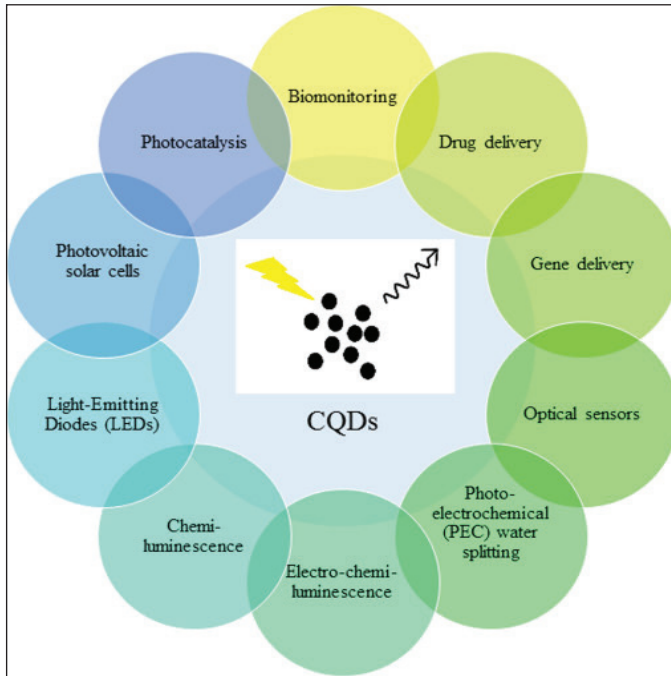 Biomonitoring
Drug delivery
Gene delivery
Optical sensors
Photo-
electrochemical
(PEC) water
splitting
Electro-chemi-
luminescence
Chemi-
luminescence
Light-Emitting
Diodes (LEDs)
Photovoltaic
solar cells
Photocatalysis
CQDs